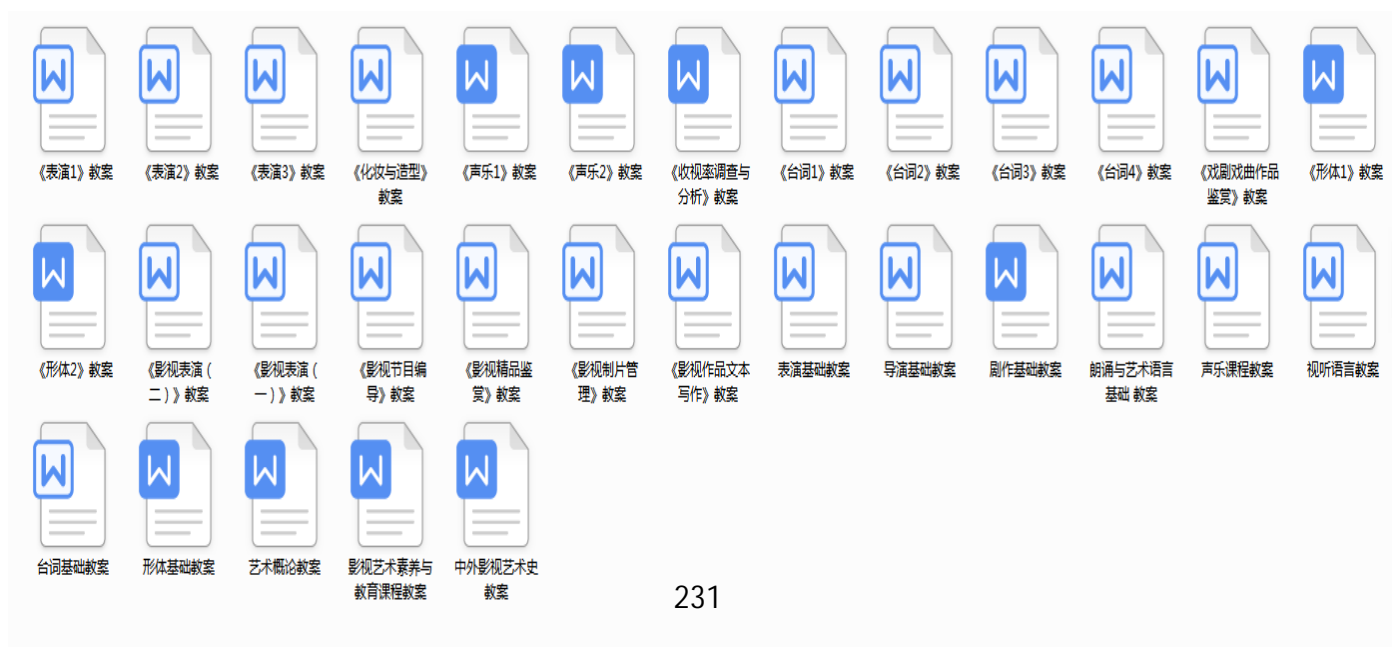 《表演1》教案 《表演2》教案 《表演3》教案 《化妆与造型》 《声乐1》教案 《声乐2》教案 《收视率调查与 《台词1》教案 《台词2》教案 《台词3》教案 《台词4》教案 《戏剧戏曲作品 《形体1》教案
教案 分析》教案 鉴赏》教案
《形体2》教案 《影视表演( 《影视表演( 《影视节目编 《影视精品鉴 《影视制片管 《影视作品文本 表演基础教案 导演基础教案 剧作基础教案 朗诵与艺术语言 声乐课程教案 视听语言教案
二)》教案 一)》教案 导》教案 赏》教案 理》教案 写作》教案 基础 教案
台词基础教案 形体基础教案 艺术概论教案 影视艺术素养与 中外影视艺术史
教育课程教案 教案
231